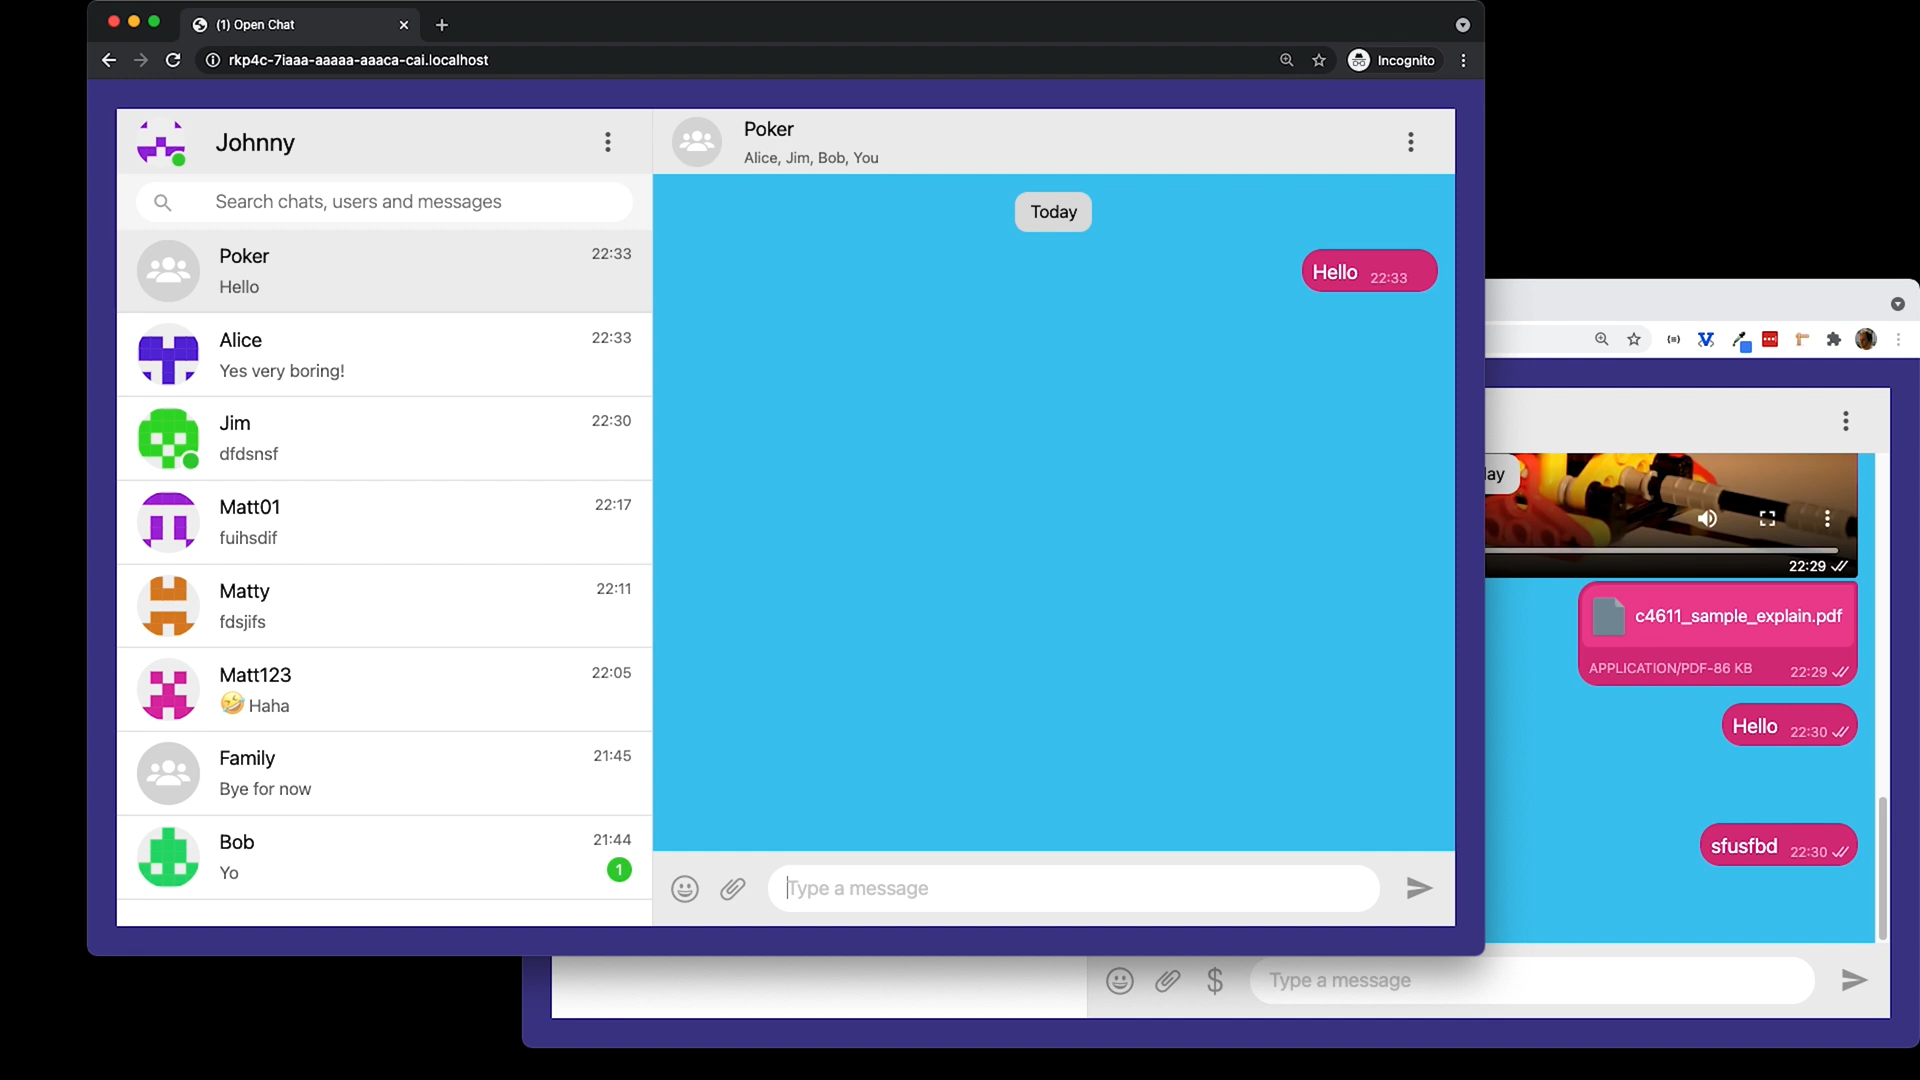 (1) Open Chat
rkp4c-7iaaa-aaaaa-aaaca-cai.localhost
Incognito
Johnny
Search chats, users and messages
Poker
22:33
Hello
Alice
22:33
Yes very boring!
Jim
22:30
dfdsnsf
Matt01
22:17
fuihsdif
Matty
22:11
fdsjifs
Matt123
22:05
🤣 Haha
Family
21:45
Bye for now
Bob
21:44
Yo
1
Poker
Alice, Jim, Bob, You
Today
Hello 22:33
Type a message
22:29
c4611_sample_explain.pdf
APPLICATION/PDF-86 KB 22:29
Hello 22:30
sfusfbd 22:30
$ Type a message